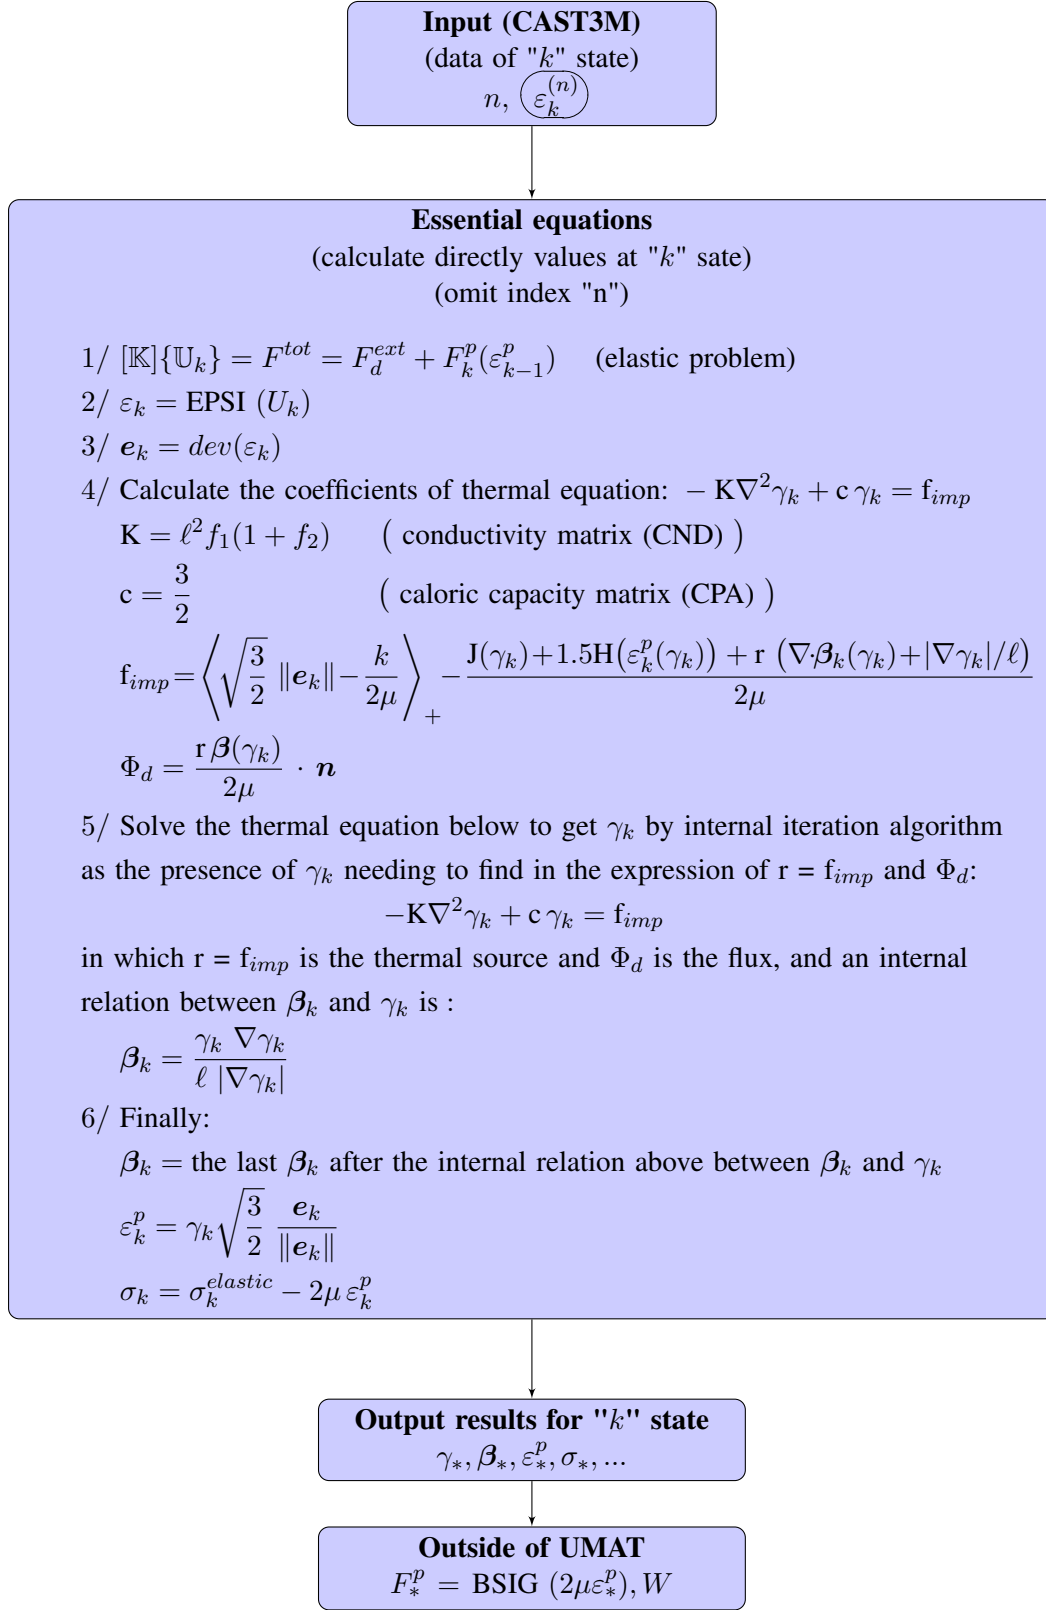 Input (CAST3M)
(data of "k" state)
n, ε_k^(n)
Essential equations
(calculate directly values at "k" sate)
(omit index "n")
1/ [𝕂]{𝕌_k} = F^tot = F_d^ext + F_k^p(ε_{k−1}^p) (elastic problem)
2/ ε_k = EPSI (U_k)
3/ e_k = dev(ε_k)
4/ Calculate the coefficients of thermal equation: − K∇²γ_k + c γ_k = f_imp
K = ℓ² f_1(1 + f_2) ( conductivity matrix (CND) )
c = 3/2 ( caloric capacity matrix (CPA) )
f_imp = ⟨√(3/2) ‖e_k‖ − k/2μ⟩_+ − (J(γ_k) + 1.5H(ε_k^p(γ_k)) + r (∇·β_k(γ_k) + |∇γ_k|/ℓ))/2μ
Φ_d = (r β(γ_k))/2μ · n
5/ Solve the thermal equation below to get γ_k by internal iteration algorithm
as the presence of γ_k needing to find in the expression of r = f_imp and Φ_d:
−K∇²γ_k + c γ_k = f_imp
in which r = f_imp is the thermal source and Φ_d is the flux, and an internal
relation between β_k and γ_k is :
β_k = (γ_k ∇γ_k)/(ℓ |∇γ_k|)
6/ Finally:
β_k = the last β_k after the internal relation above between β_k and γ_k
ε_k^p = γ_k √(3/2) e_k/‖e_k‖
σ_k = σ_k^elastic − 2μ ε_k^p
Output results for "k" state
γ_*, β_*, ε_*^p, σ_*, ...
Outside of UMAT
F_*^p = BSIG (2με_*^p), W